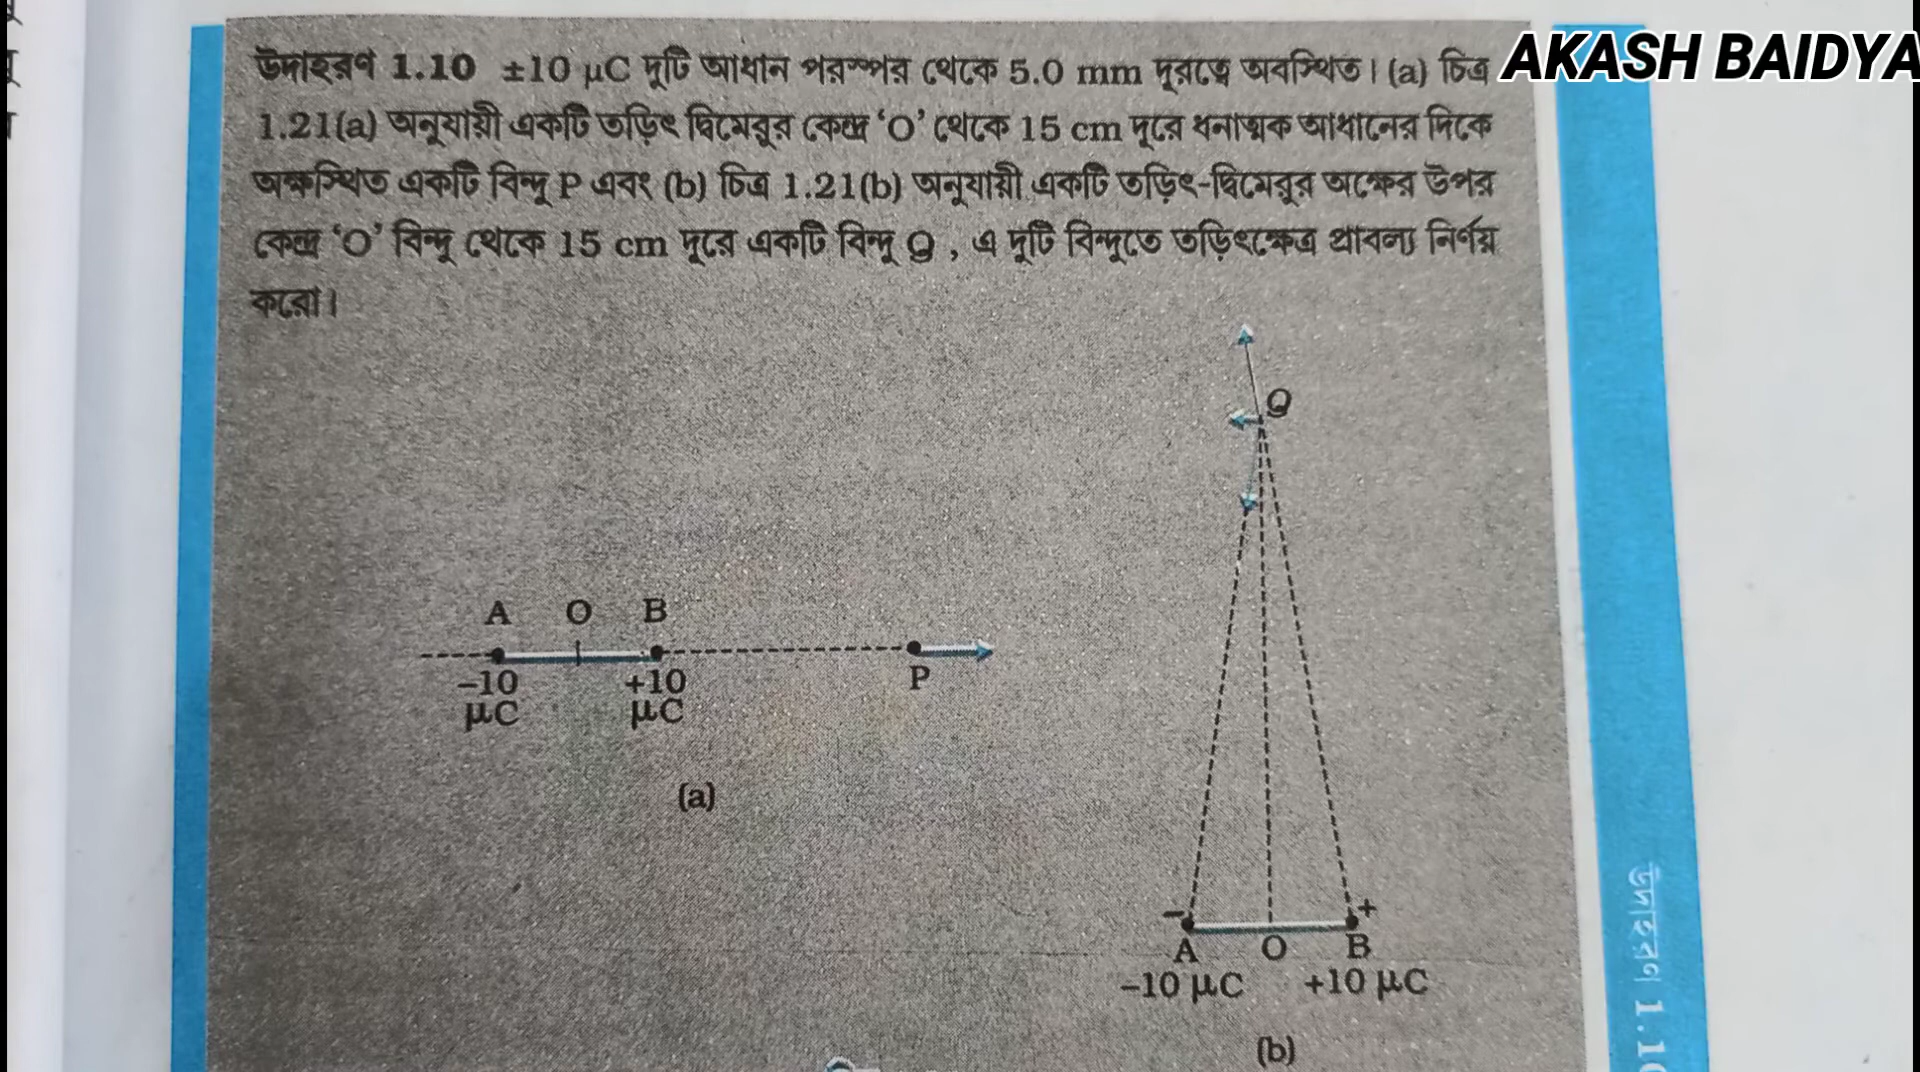 AKASH BAIDYA
উদাহরণ 1.10 ±10 μC দুটি আধান পরস্পর থেকে 5.0 mm দূরত্বে অবস্থিত। (a) চিত্র
1.21(a) অনুযায়ী একটি তড়িৎ দ্বিমেরুর কেন্দ্র ‘O’ থেকে 15 cm দূরে ধনাত্মক আধানের দিকে
অক্ষস্থিত একটি বিন্দু P এবং (b) চিত্র 1.21(b) অনুযায়ী একটি তড়িৎ-দ্বিমেরুর অক্ষের উপর
কেন্দ্র ‘O’ বিন্দু থেকে 15 cm দূরে একটি বিন্দু Q , এ দুটি বিন্দুতে তড়িৎক্ষেত্র প্রাবল্য নির্ণয়
করো।
Q
A O B
–10 +10 P
μC μC
(a)
– +
A O B
–10 μC +10 μC
(b)
উদাহরণ 1.10